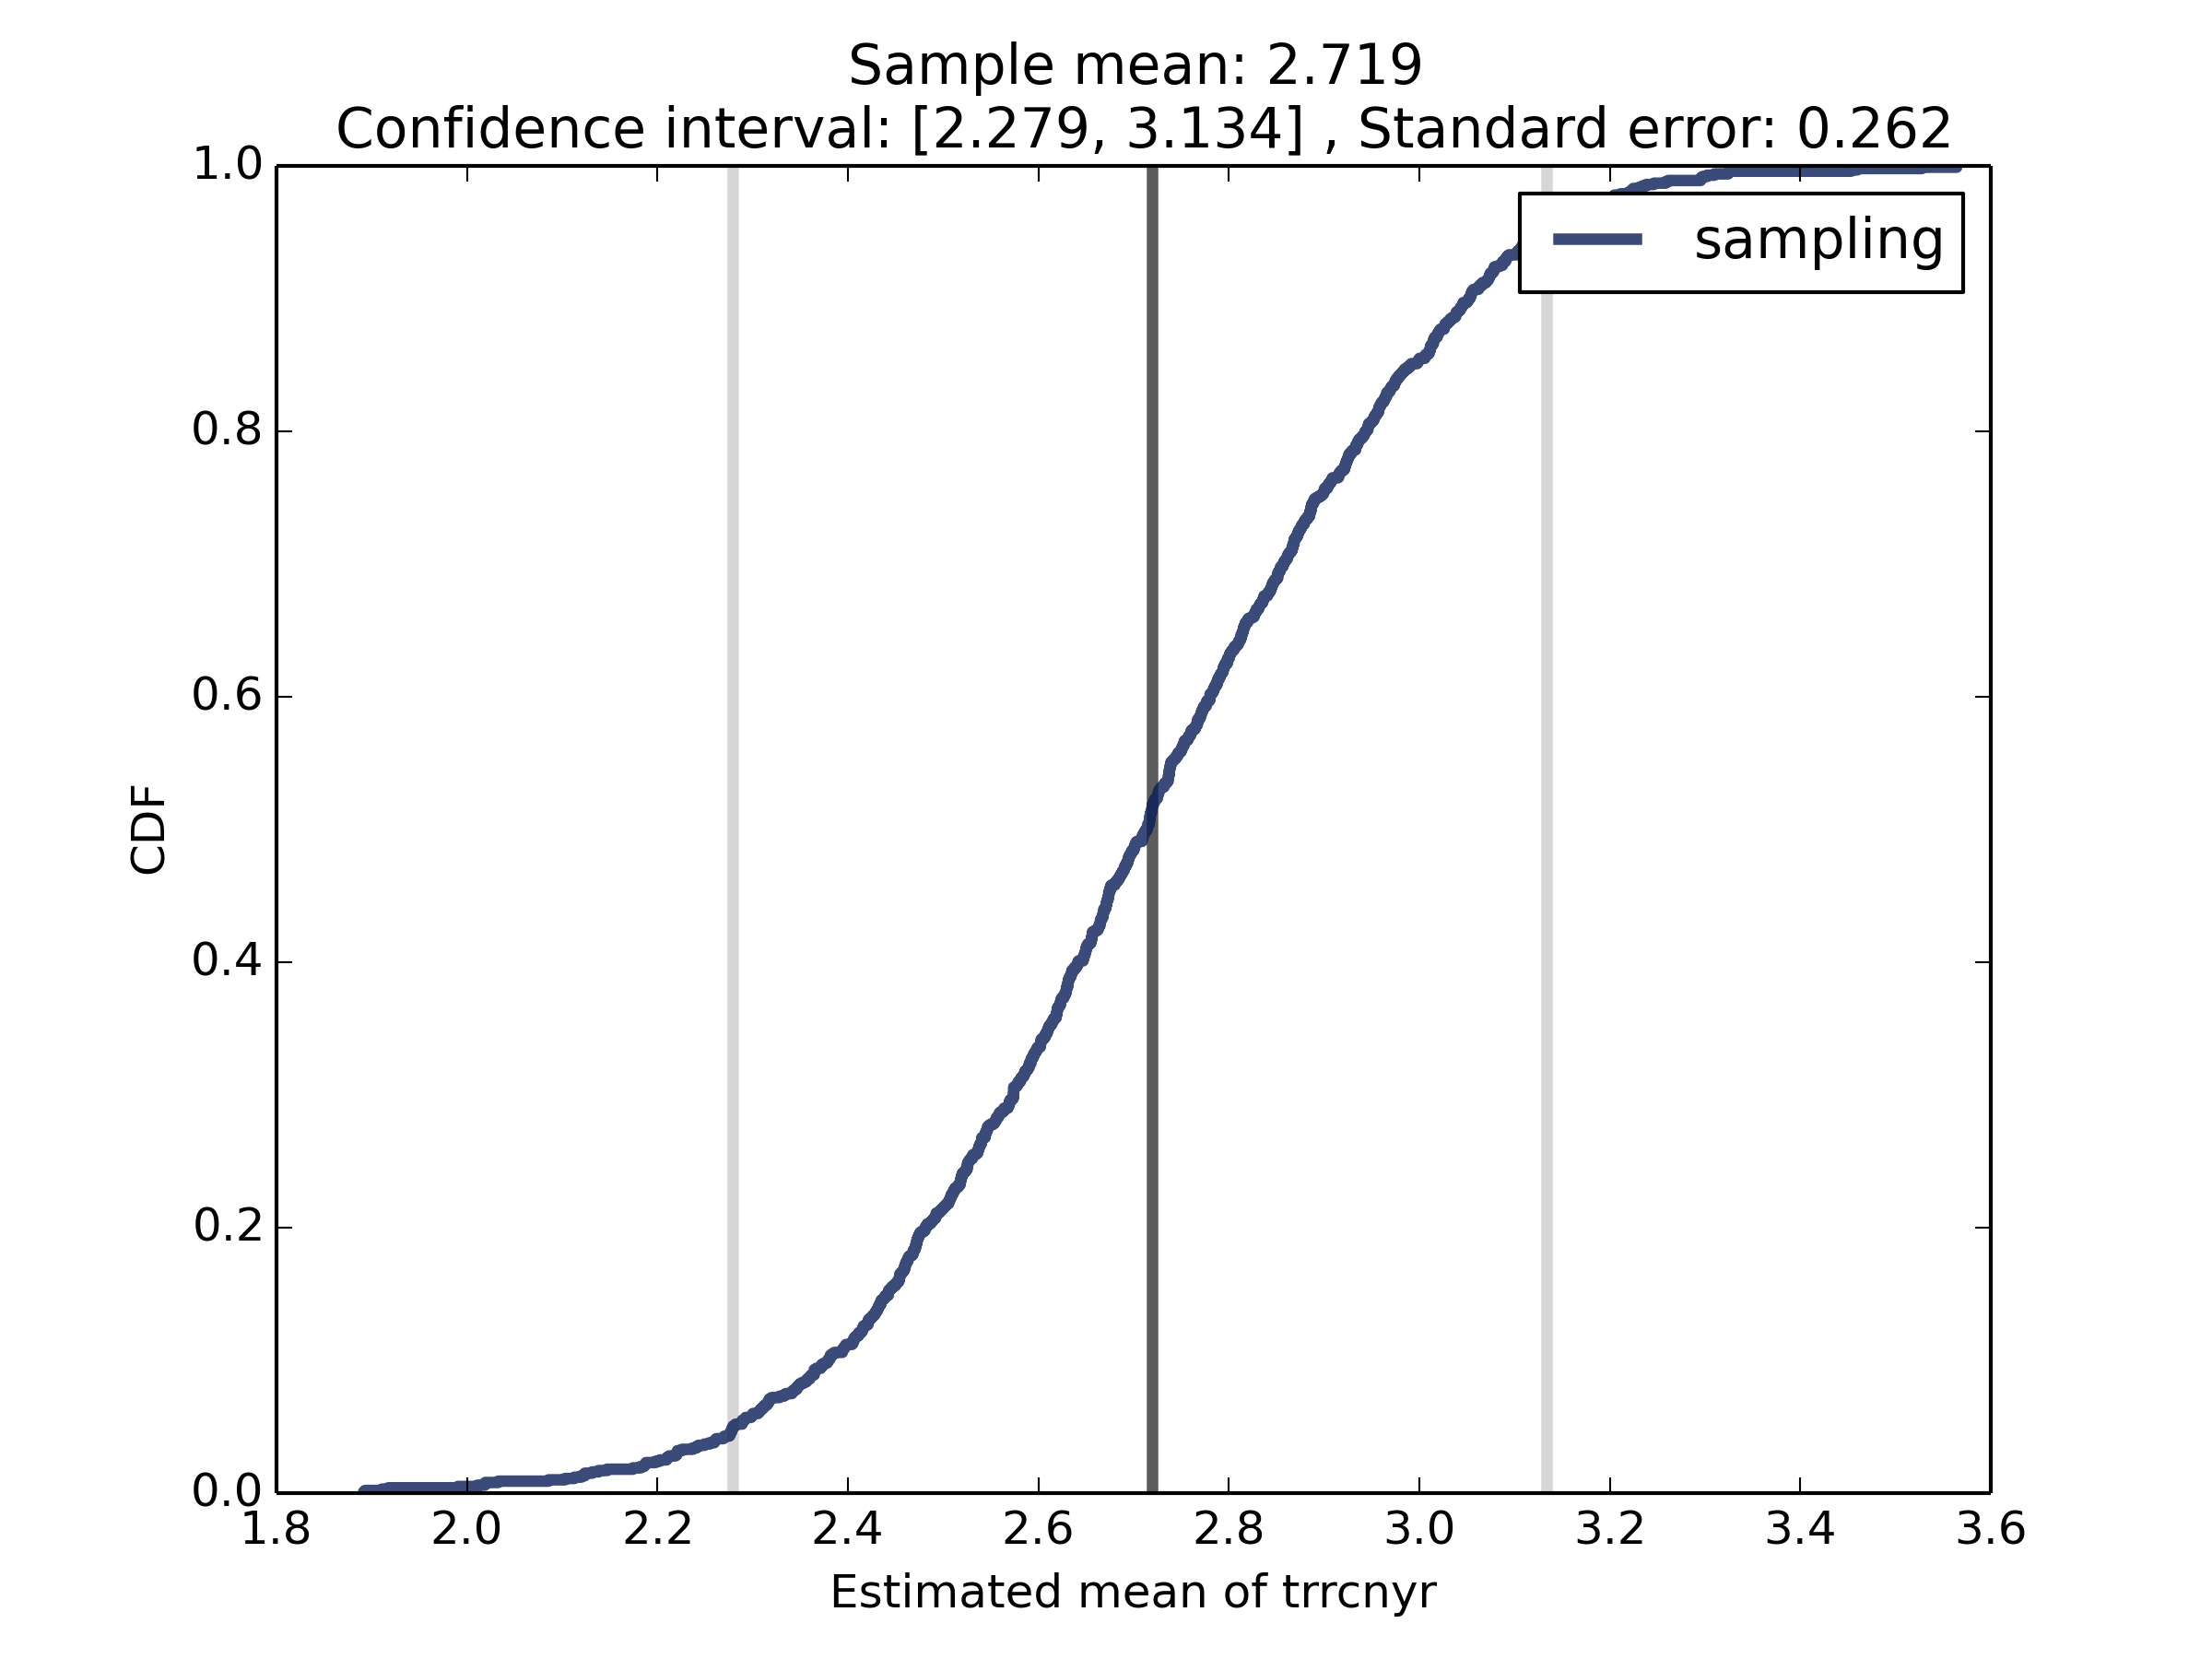 Sample mean: 2.719
Confidence interval: [2.279, 3.134] , Standard error: 0.262
1.0
sampling
0.8
0.6
CDF
0.4
0.2
0.0
1.8 2.0 2.2 2.4 2.6 2.8 3.0 3.2 3.4 3.6
Estimated mean of trrcnyr